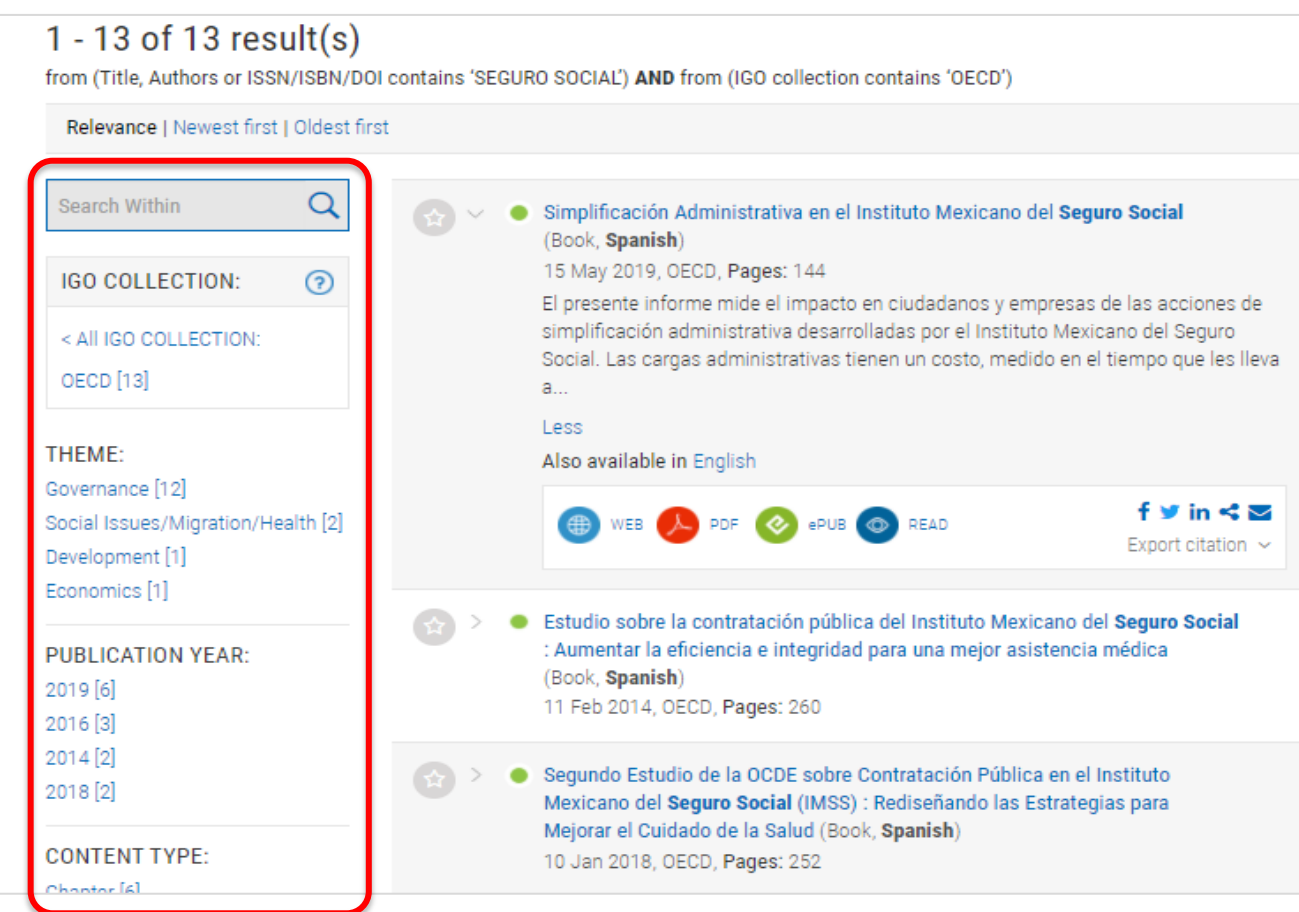 1 - 13 of 13 result(s)
from (Title, Authors or ISSN/ISBN/DOI contains ‘SEGURO SOCIAL’) AND from (IGO collection contains ‘OECD’)
Relevance | Newest first | Oldest first
Search Within
IGO COLLECTION:
< All IGO COLLECTION:
OECD [13]
THEME:
Governance [12]
Social Issues/Migration/Health [2]
Development [1]
Economics [1]
PUBLICATION YEAR:
2019 [6]
2016 [3]
2014 [2]
2018 [2]
CONTENT TYPE:
Chapter [6]
Simplificación Administrativa en el Instituto Mexicano del Seguro Social
(Book, Spanish)
15 May 2019, OECD, Pages: 144
El presente informe mide el impacto en ciudadanos y empresas de las acciones de
simplificación administrativa desarrolladas por el Instituto Mexicano del Seguro
Social. Las cargas administrativas tienen un costo, medido en el tiempo que les lleva
a...
Less
Also available in English
WEB PDF ePUB READ
Export citation
Estudio sobre la contratación pública del Instituto Mexicano del Seguro Social
: Aumentar la eficiencia e integridad para una mejor asistencia médica
(Book, Spanish)
11 Feb 2014, OECD, Pages: 260
Segundo Estudio de la OCDE sobre Contratación Pública en el Instituto
Mexicano del Seguro Social (IMSS) : Rediseñando las Estrategias para
Mejorar el Cuidado de la Salud (Book, Spanish)
10 Jan 2018, OECD, Pages: 252